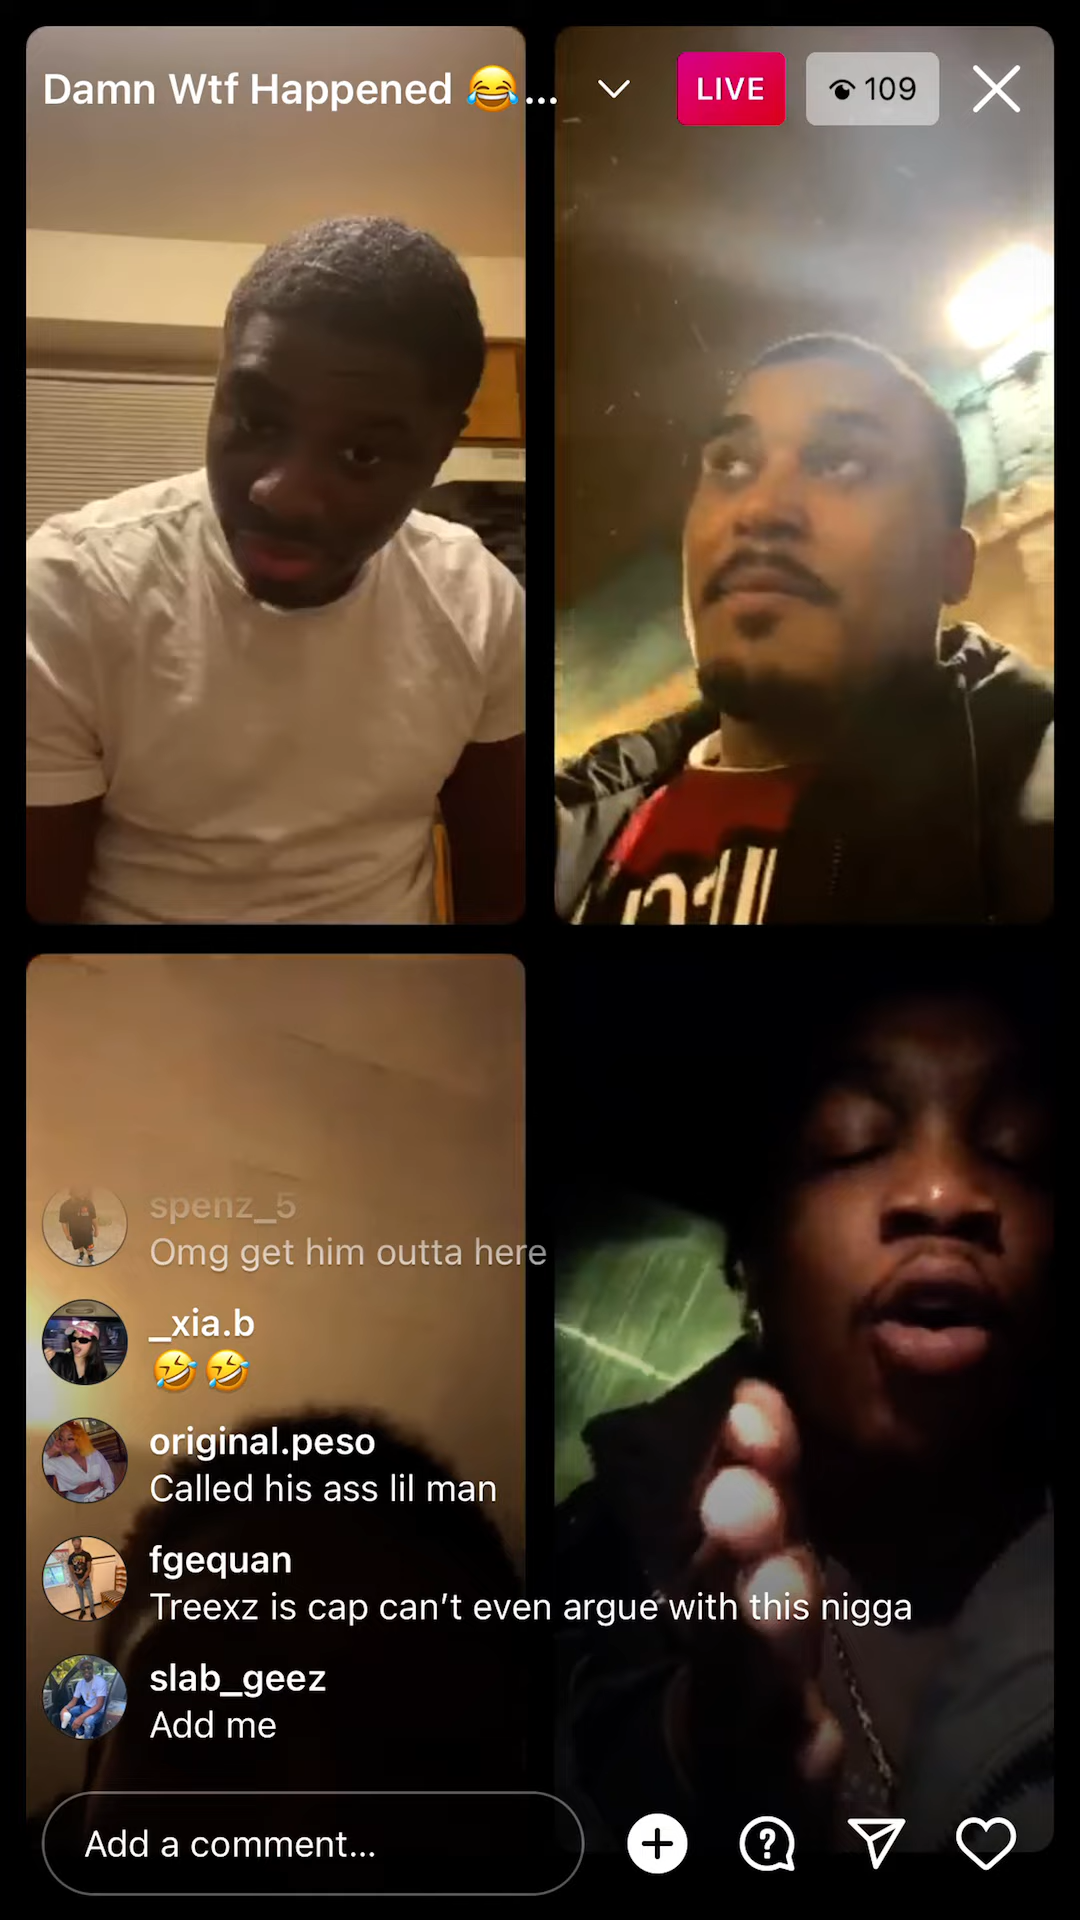 Damn Wtf Happened 😂...
LIVE
109
spenz_5
Omg get him outta here
_xia.b
🤣🤣
original.peso
Called his ass lil man
fgequan
Treexz is cap can’t even argue with this nigga
slab_geez
Add me
Add a comment...